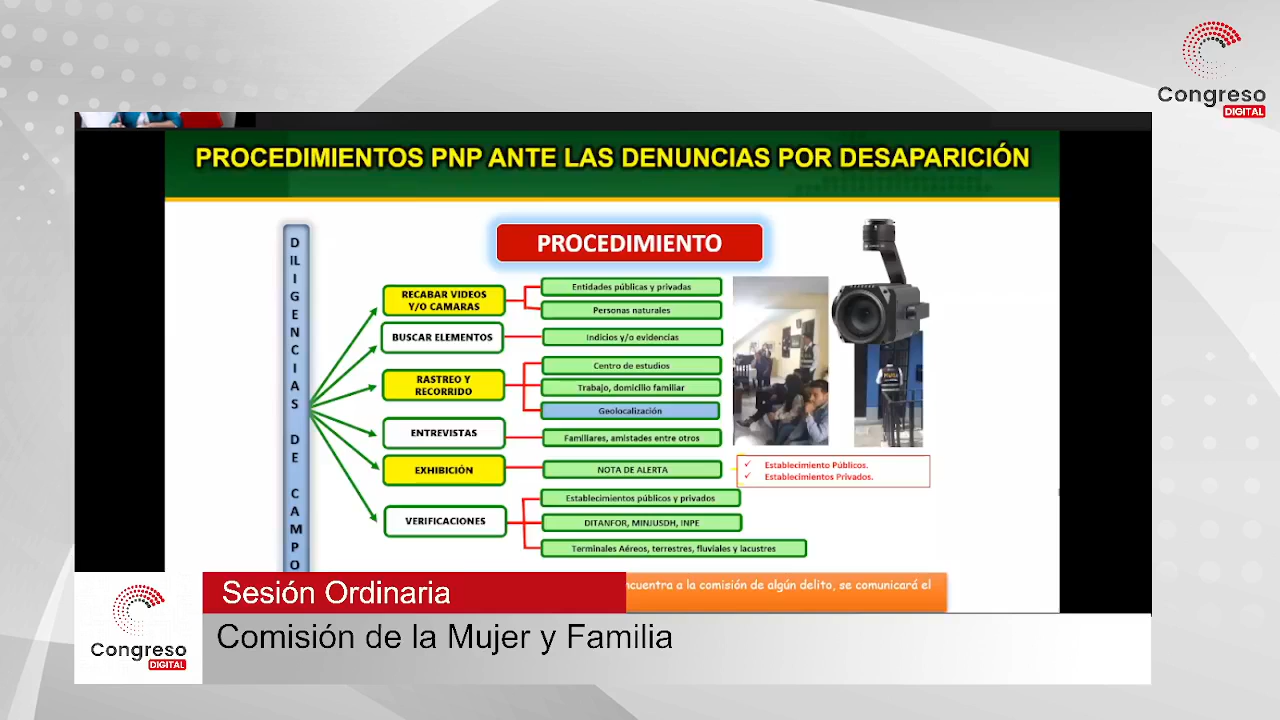 Congreso
DIGITAL
PROCEDIMIENTOS PNP ANTE LAS DENUNCIAS POR DESAPARICIÓN
PROCEDIMIENTO
DILIGENCIAS DE CAMPO
RECABAR VIDEOS
Y/O CAMARAS
Entidades públicas y privadas
Personas naturales
BUSCAR ELEMENTOS
Indicios y/o evidencias
RASTREO Y
RECORRIDO
Centro de estudios
Trabajo, domicilio familiar
Geolocalización
ENTREVISTAS
Familiares, amistades entre otros
EXHIBICIÓN
NOTA DE ALERTA
✓ Establecimiento Públicos.
✓ Establecimientos Privados.
VERIFICACIONES
Establecimientos públicos y privados
DITANFOR, MINJUSDH, INPE
Terminales Aéreos, terrestres, fluviales y lacustres
ncuentra a la comisión de algún delito, se comunicará el
Sesión Ordinaria
Comisión de la Mujer y Familia
Congreso
DIGITAL